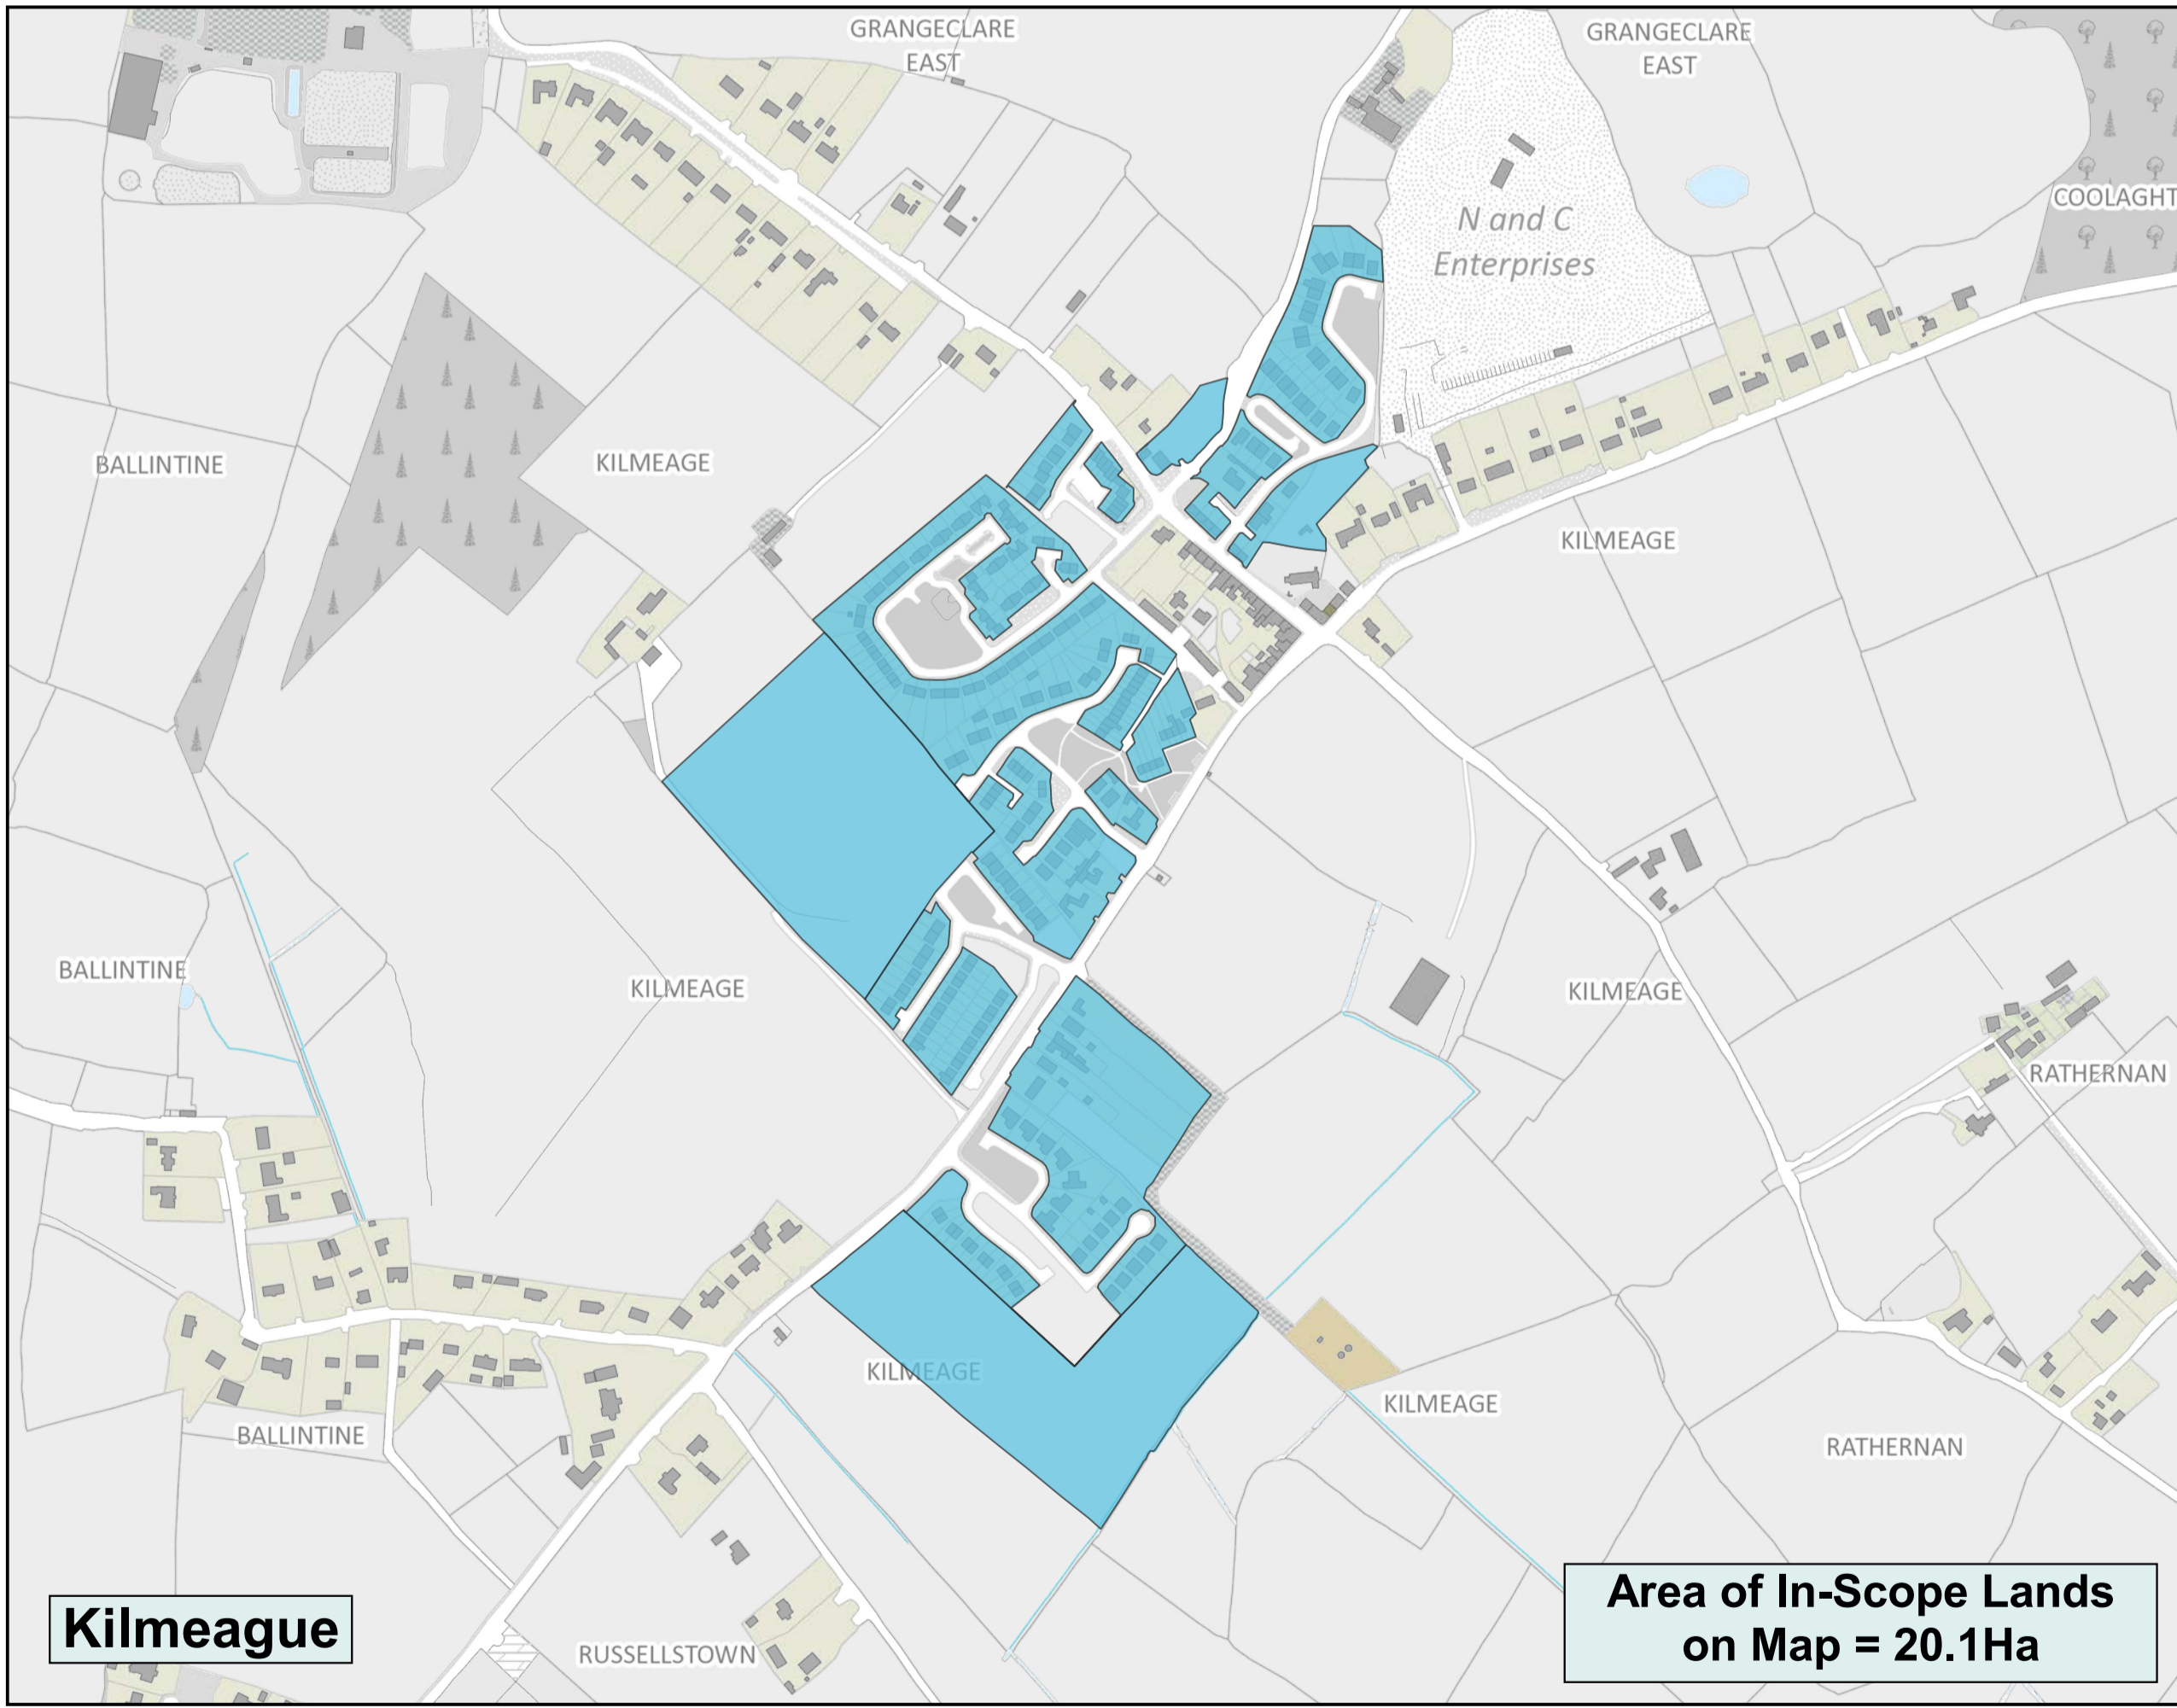 GRANGECLARE
EAST
GRANGECLARE
EAST
COOLAGHT
N and C
Enterprises
BALLINTINE
KILMEAGE
KILMEAGE
BALLINTINE
KILMEAGE
KILMEAGE
RATHERNAN
KILMEAGE
KILMEAGE
BALLINTINE
RATHERNAN
RUSSELLSTOWN
Kilmeague
Area of In-Scope Lands
on Map = 20.1Ha